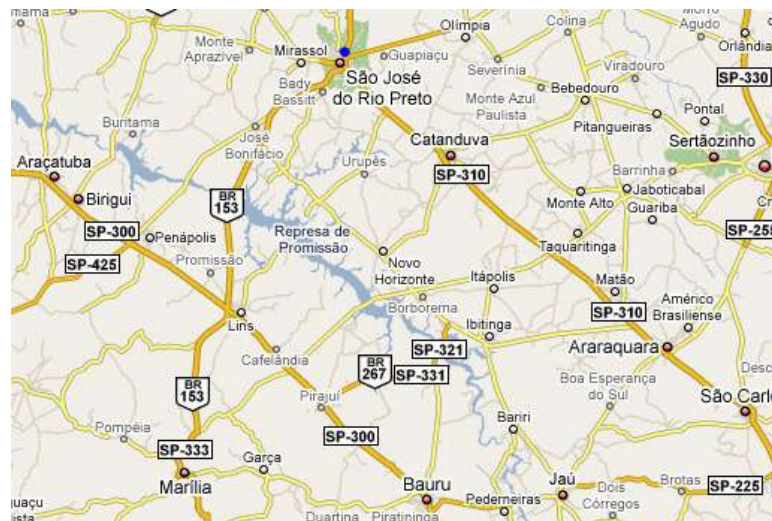 Olímpia
Colina
Morro
Agudo
Orlândia
Monte
Aprazível
Mirassol
Guapiaçu
São José
do Rio Preto
Severínia
Viradouro
SP-330
Bady
Bassitt
Bebedouro
Monte Azul
Paulista
Pitangueiras
Pontal
Buritama
José
Bonifácio
Catanduva
Sertãozinho
Araçatuba
Urupês
SP-310
Barrinha
Birigui
BR
153
Monte Alto
Jaboticabal
Guariba
SP-300
Penápolis
Represa de
Promissão
Taquaritinga
SP-255
SP-425
Promissão
Novo
Horizonte
Itápolis
Matão
Borborema
SP-310
Américo
Brasiliense
Lins
Ibitinga
Cafelândia
SP-321
Araraquara
BR
267
SP-331
BR
153
Pirajuí
Boa Esperança
do Sul
São Carl
Pompéia
SP-300
Bariri
SP-333
Garça
Marília
Bauru
Jaú
SP-225
Pederneiras
Dois
Córregos
Brotas
Duartina
Piratininga